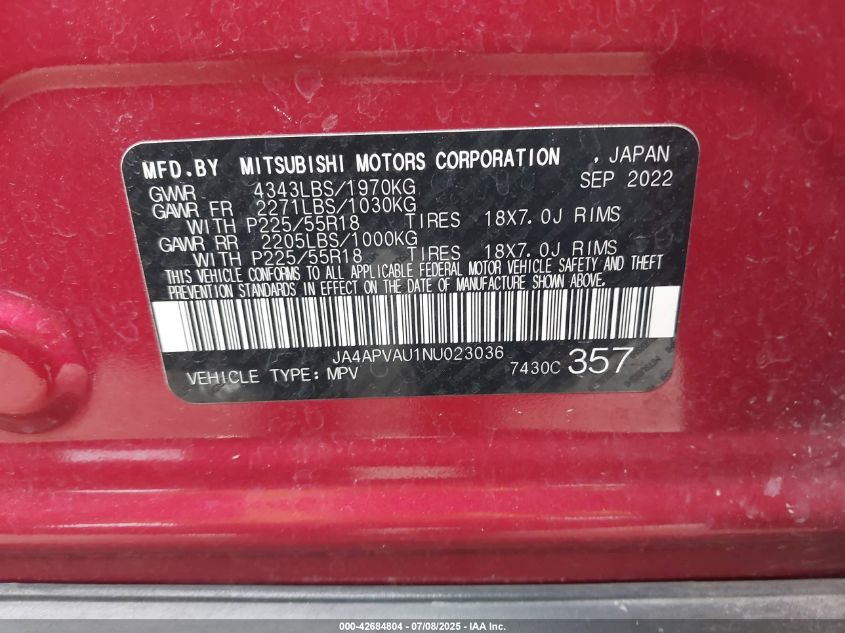 MFD.BY MITSUBISHI MOTORS CORPORATION , JAPAN
GVWR 4343LBS/1970KG SEP 2022
GAWR FR 2271LBS/1030KG
WITH P225/55R18 TIRES 18X7.0J RIMS
GAWR RR 2205LBS/1000KG
WITH P225/55R18 TIRES 18X7.0J RIMS
THIS VEHICLE CONFORMS TO ALL APPLICABLE FEDERAL MOTOR VEHICLE SAFETY AND THEFT
PREVENTION STANDARDS IN EFFECT ON THE DATE OF MANUFACTURE SHOWN ABOVE.
JA4APVAU1NU023036
VEHICLE TYPE: MPV 7430C 357
000-42684804 - 07/08/2025 - IAA Inc.